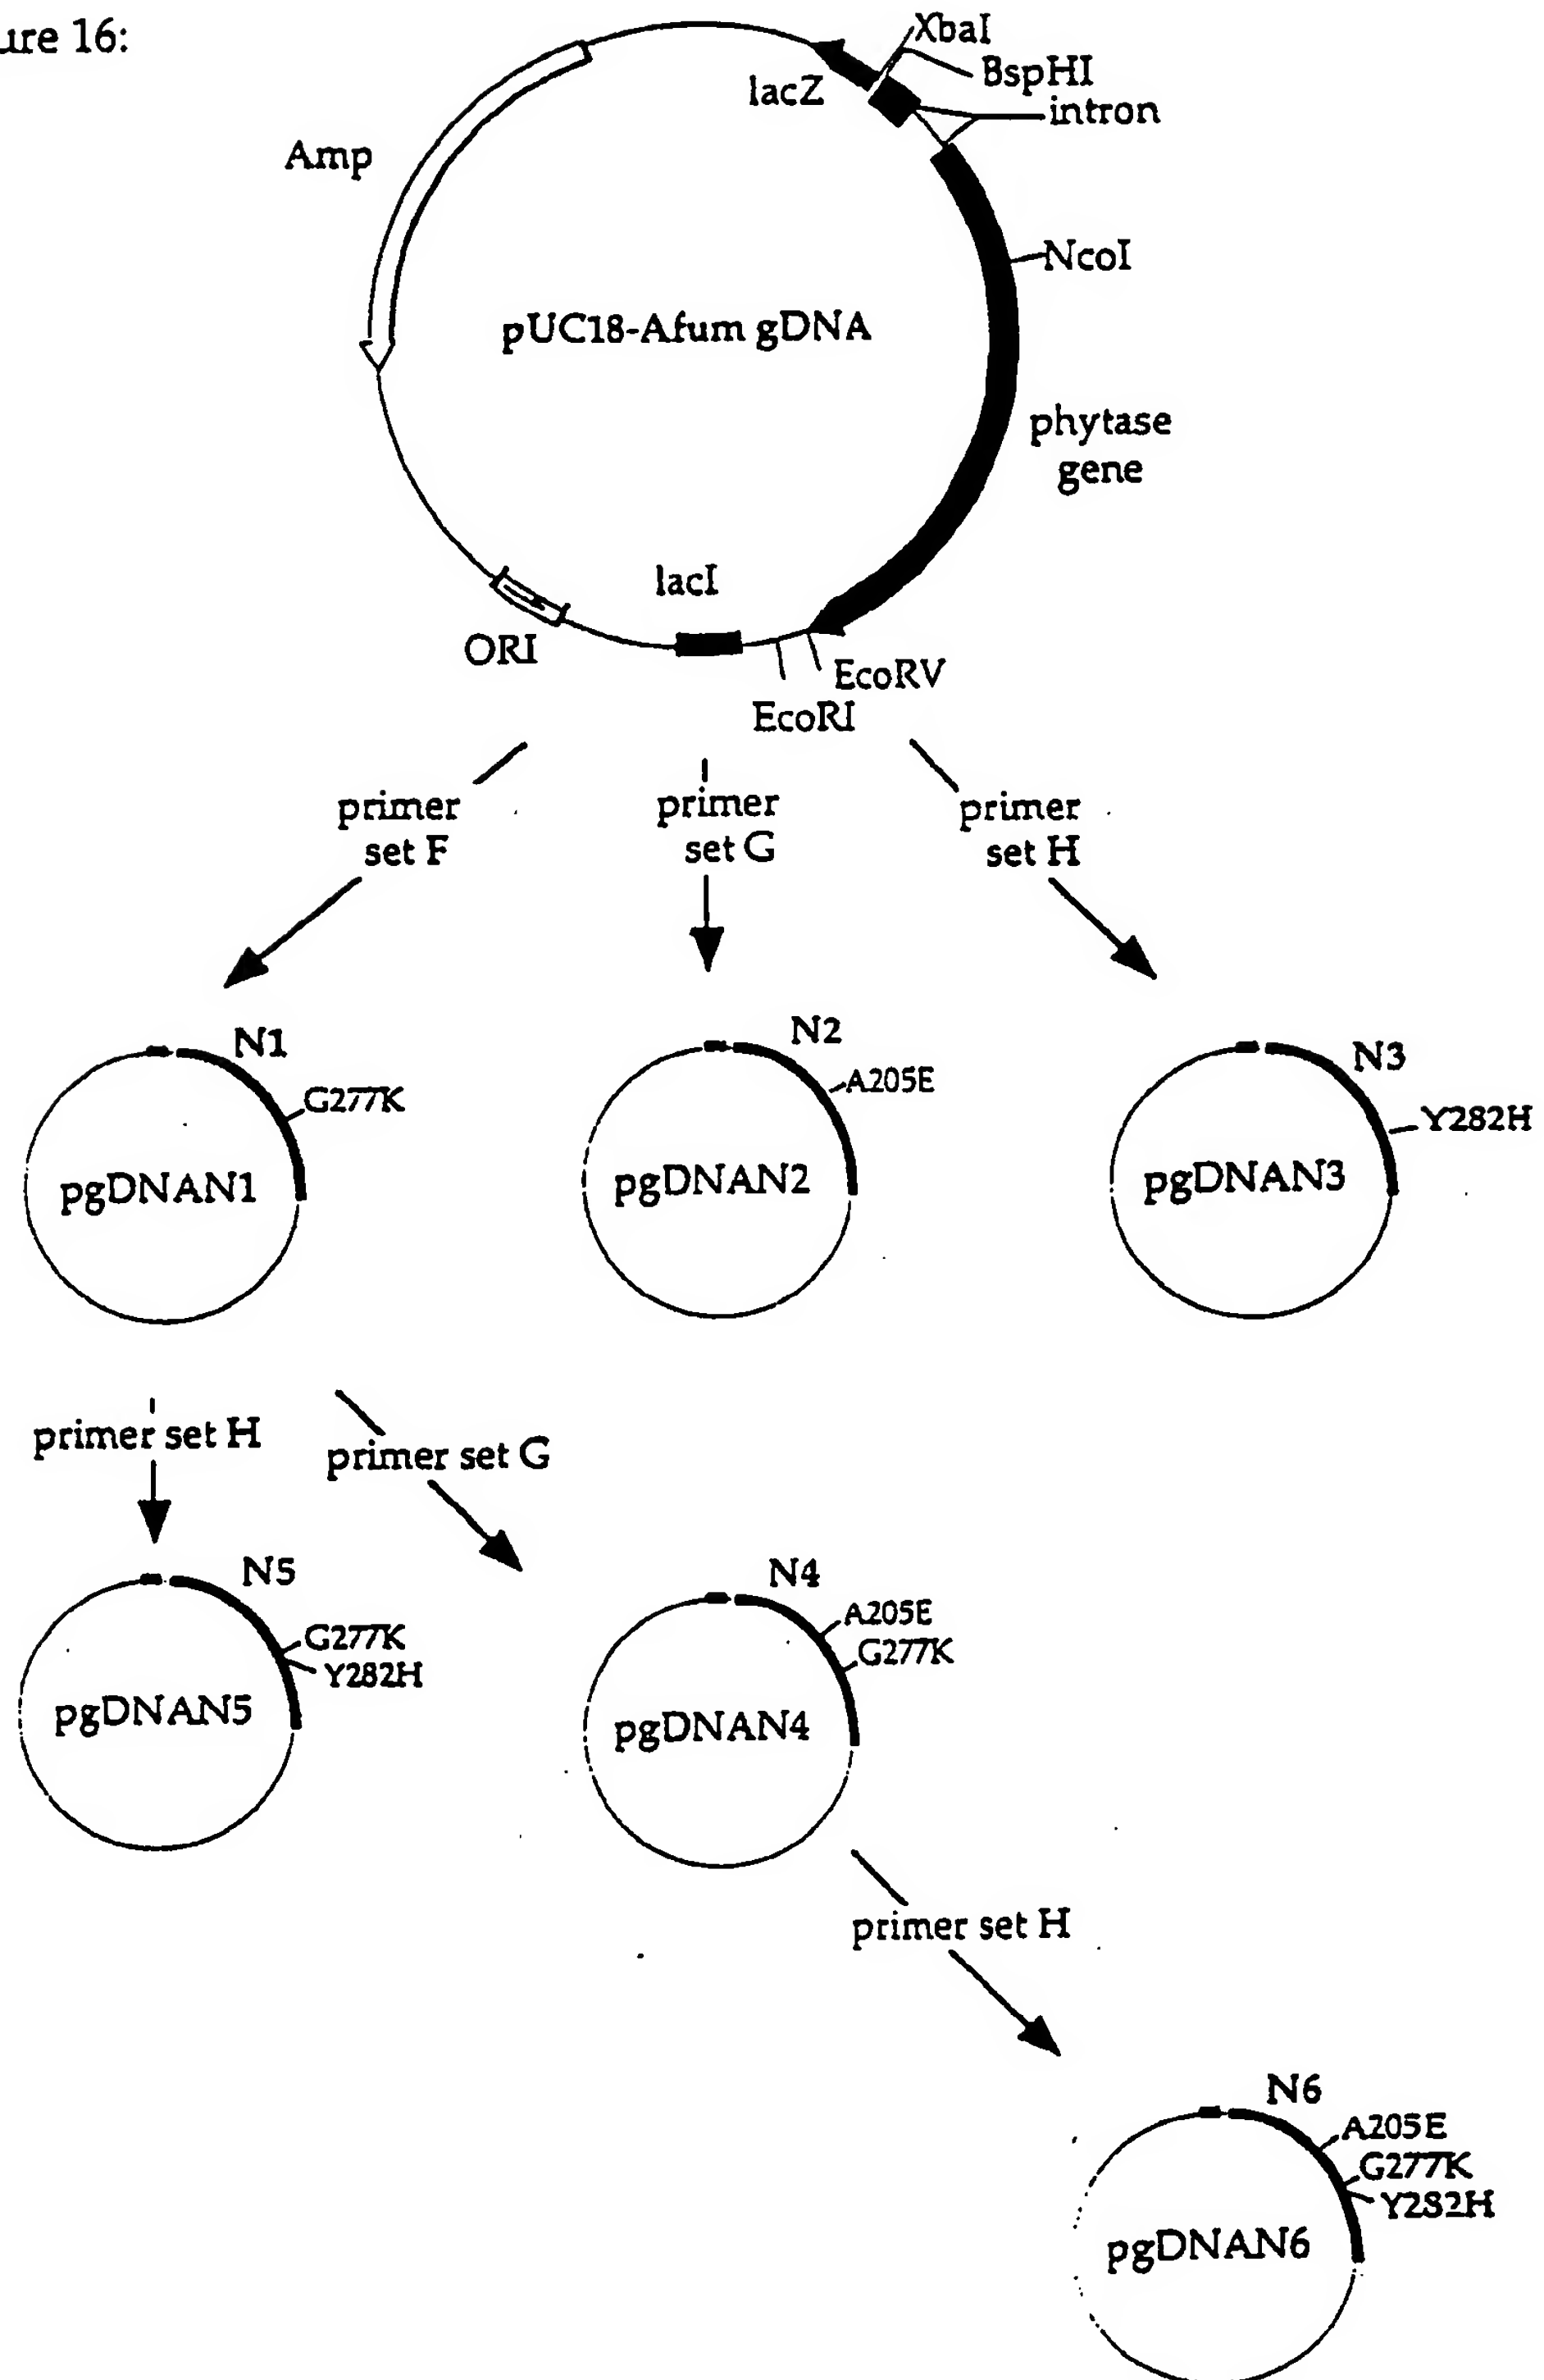 ure 16:
XbaI
lacZ
BspHI
intron
Amp
NcoI
pUC18-Afum gDNA
phytase
gene
lacI
ORI
EcoRV
EcoRI
primer
set F
primer
set G
primer
set H
N1
G277K
pgDNAN1
N2
A205E
pgDNAN2
N3
Y282H
pgDNAN3
primer set H
primer set G
N5
G277K
Y282H
pgDNAN5
N4
A205E
G277K
pgDNAN4
primer set H
N6
A205E
G277K
Y282H
pgDNAN6